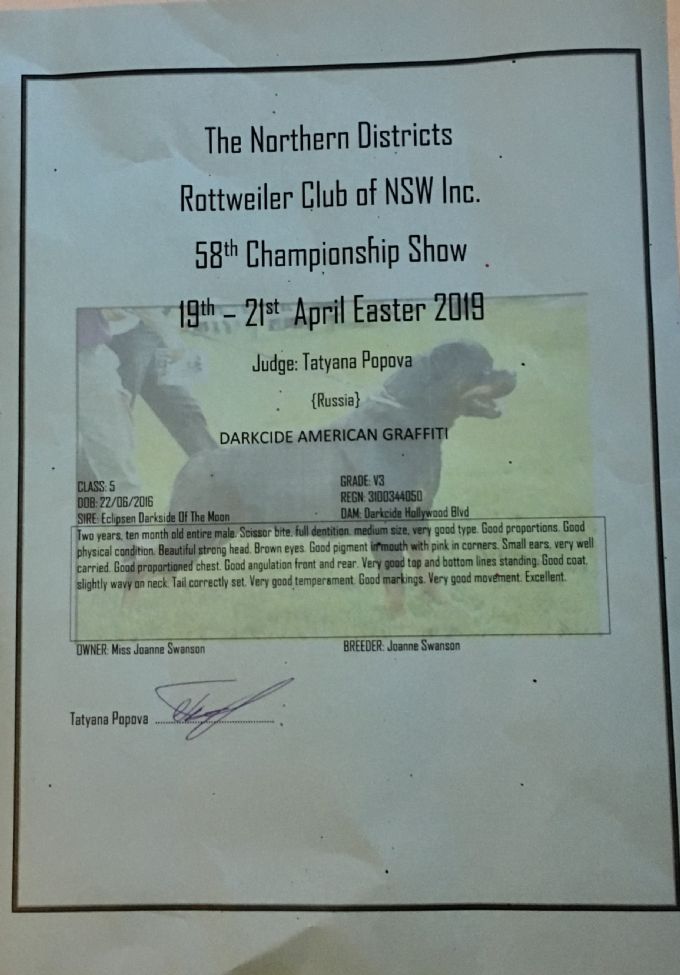 The Northern Districts
Rottweiler Club of NSW Inc.
58th Championship Show
19th – 21st April Easter 2019
Judge: Tatyana Popova
{Russia}
DARKCIDE AMERICAN GRAFFITI
CLASS: 5
GRADE: V3
DOB: 22/06/2016
REGN: 3100344050
SIRE: Eclipsen Darkside Of The Moon
DAM: Darkcide Hollywood Blvd
Two years, ten month old entire male. Scissor bite, full dentition, medium size, very good type. Good proportions. Good
physical condition. Beautiful strong head. Brown eyes. Good pigment in mouth with pink in corners. Small ears, very well
carried. Good proportioned chest. Good angulation front and rear. Very good top and bottom lines standing. Good coat,
slightly wavy on neck. Tail correctly set. Very good temperament. Good markings. Very good movement. Excellent.
OWNER: Miss Joanne Swanson
BREEDER: Joanne Swanson
Tatyana Popova